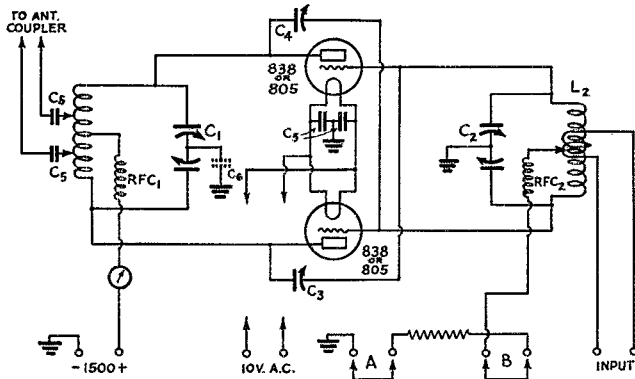 TO ANT.
COUPLER
C4
838
OR
805
C5
C1
L2
C5
C2
C5
RFC1
C6
RFC2
838
OR
805
C3
-1500+
10V. A.C.
A
B
INPUT